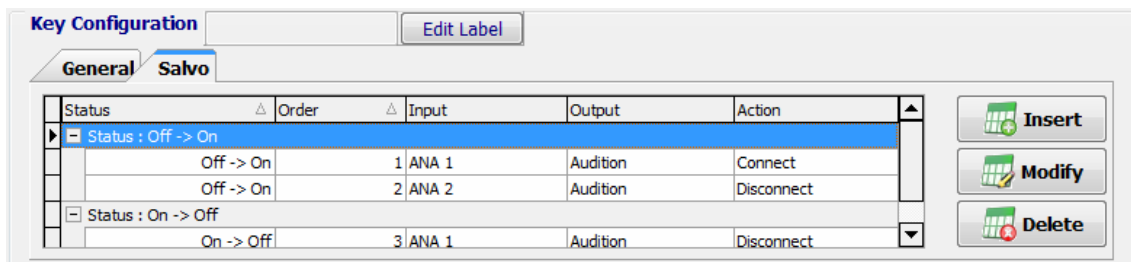 Key Configuration Edit Label
General Salvo
Status Order Input Output Action
Status : Off -> On
Off -> On 1 ANA 1 Audition Connect
Off -> On 2 ANA 2 Audition Disconnect
Status : On -> Off
On -> Off 3 ANA 1 Audition Disconnect
Insert
Modify
Delete